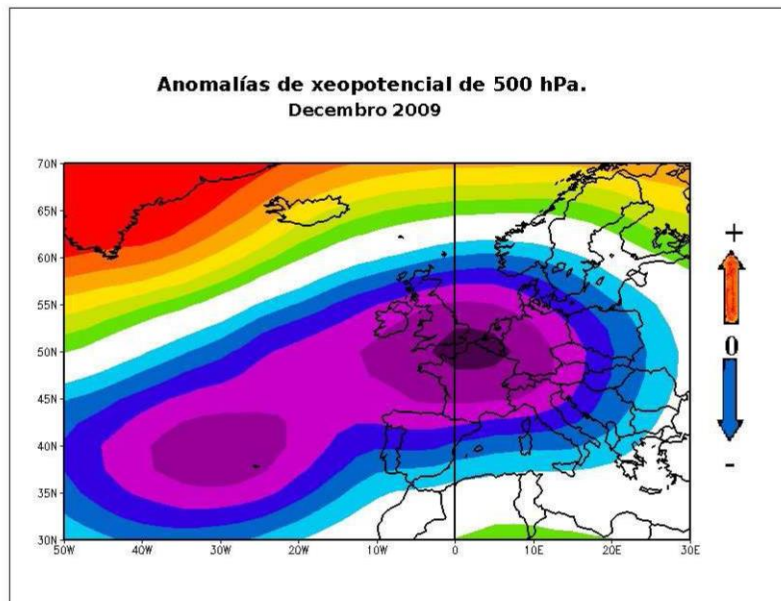 Anomalías de xeopotencial de 500 hPa.
Decembro 2009
70N
65N
60N
55N
50N
45N
40N
35N
30N
50W 40W 30W 20W 10W 0 10E 20E 30E
+
0
-